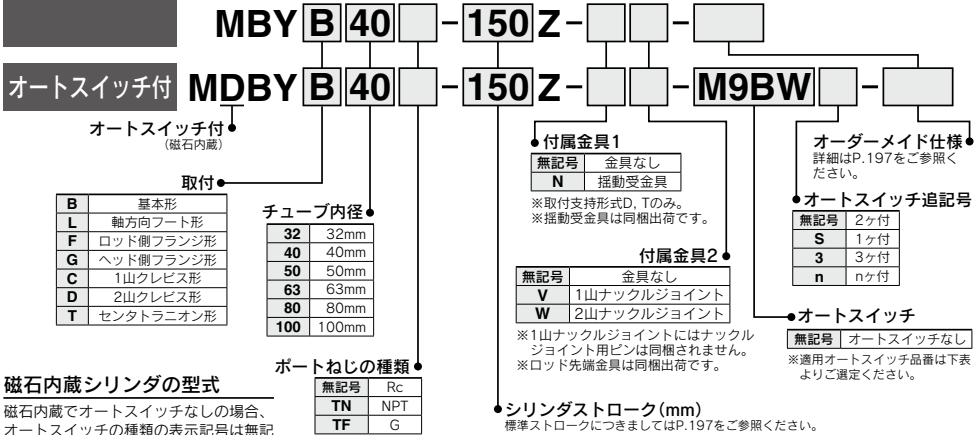 MBY B 40 - 150 Z - -
オートスイッチ付 MDBY B 40 - 150 Z - - M9BW -
オートスイッチ付
(磁石内蔵)
取付
B 基本形
L 軸方向フート形
F ロッド側フランジ形
G ヘッド側フランジ形
C 1山クレビス形
D 2山クレビス形
T センタトラニオン形
チューブ内径
32 32mm
40 40mm
50 50mm
63 63mm
80 80mm
100 100mm
ポートねじの種類
無記号 Rc
TN NPT
TF G
磁石内蔵シリンダの型式
磁石内蔵でオートスイッチなしの場合、
オートスイッチの種類の表示記号は無記
シリンダストローク(mm)
標準ストロークにつきましてはP.197をご参照ください。
付属金具1
無記号 金具なし
N 揺動受金具
※取付支持形式D, Tのみ。
※揺動受金具は同梱出荷です。
付属金具2
無記号 金具なし
V 1山ナックルジョイント
W 2山ナックルジョイント
※1山ナックルジョイントにはナックル
ジョイント用ピンは同梱されません。
※ロッド先端金具は同梱出荷です。
オーダーメイド仕様
詳細はP.197をご参照く
ださい。
オートスイッチ追記号
無記号 2ヶ付
S 1ヶ付
3 3ヶ付
n nヶ付
オートスイッチ
無記号 オートスイッチなし
※適用オートスイッチ品番は下表
よりご選定ください。